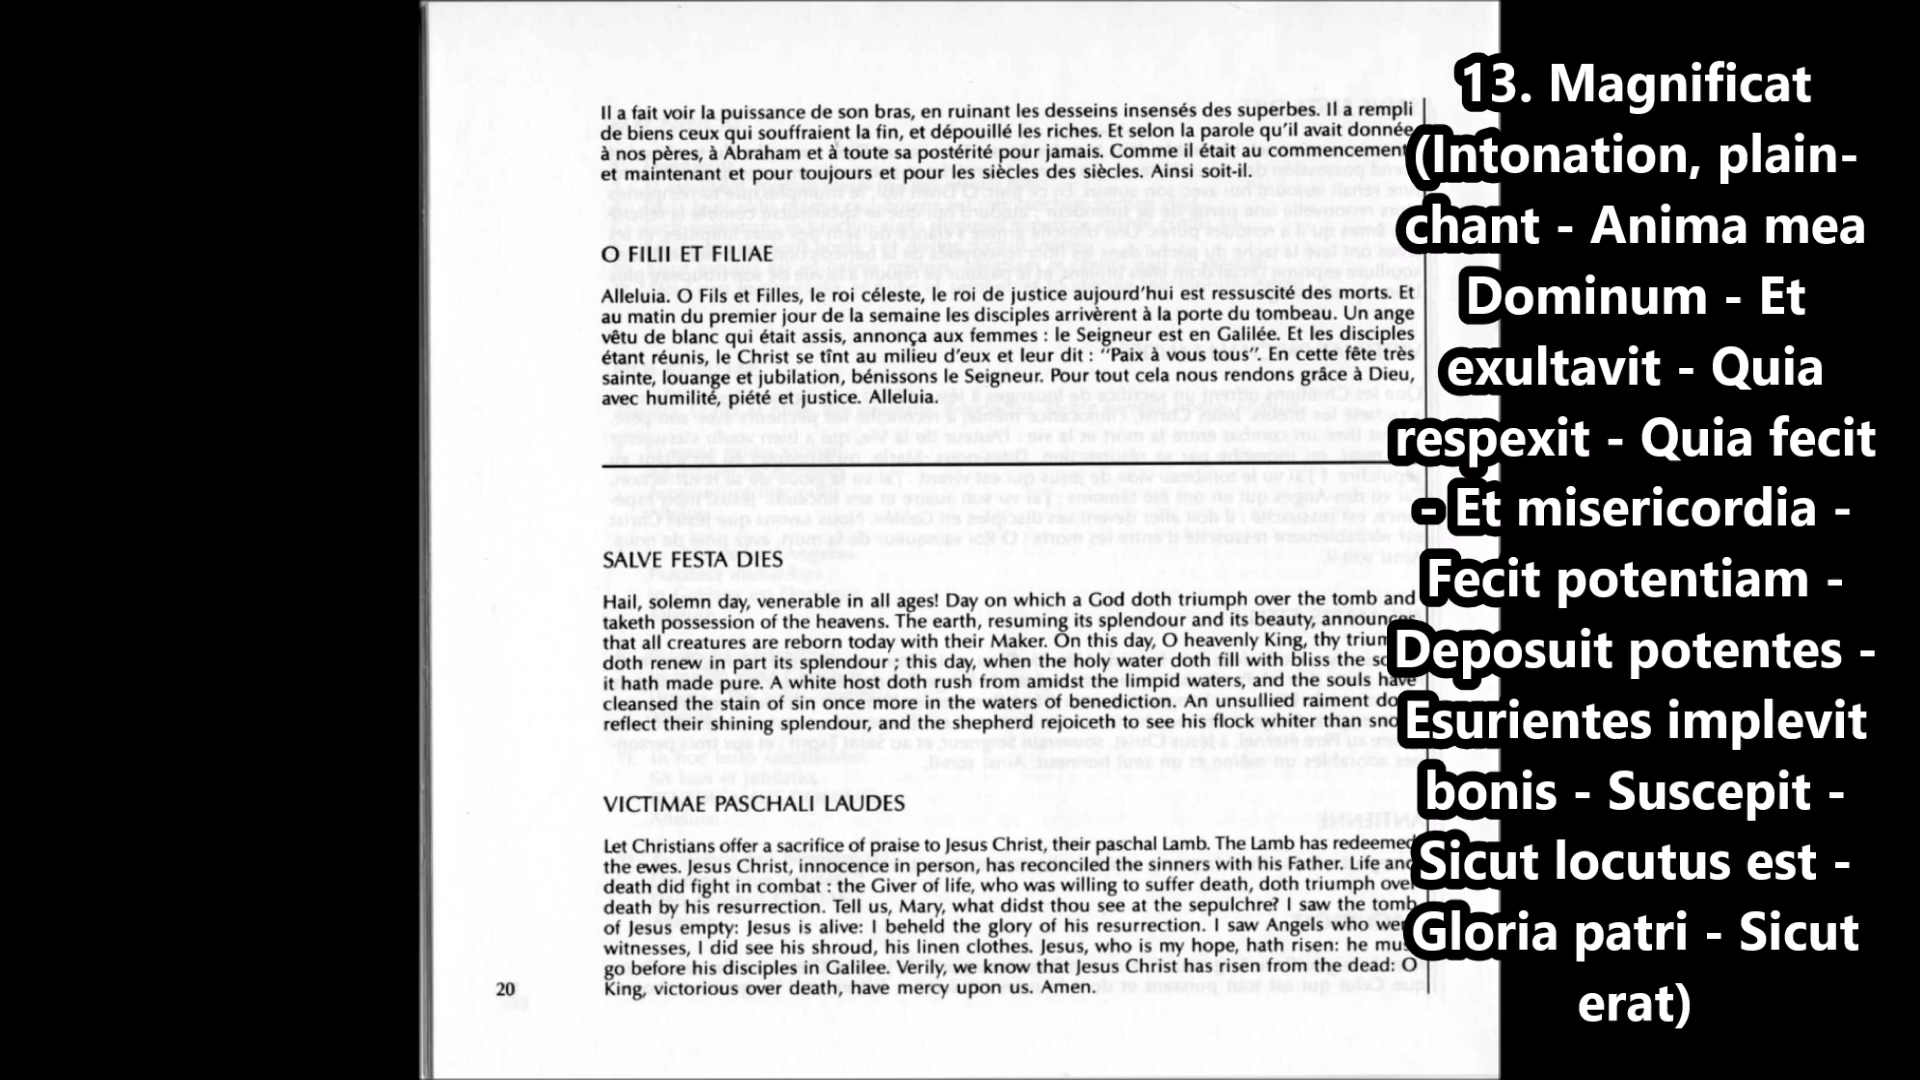 Il a fait voir la puissance de son bras, en ruinant les desseins insensés des superbes. Il a rempli
de biens ceux qui souffraient la fin, et dépouillé les riches. Et selon la parole qu'il avait donnée
à nos pères, à Abraham et à toute sa postérité pour jamais. Comme il était au commencement
et maintenant et pour toujours et pour les siècles des siècles. Ainsi soit-il.
O FILII ET FILIAE
Alleluia. O Fils et Filles, le roi céleste, le roi de justice aujourd'hui est ressuscité des morts. Et
au matin du premier jour de la semaine les disciples arrivèrent à la porte du tombeau. Un ange
vêtu de blanc qui était assis, annonça aux femmes : le Seigneur est en Galilée. Et les disciples
étant réunis, le Christ se tînt au milieu d'eux et leur dit : "Paix à vous tous". En cette fête très
sainte, louange et jubilation, bénissons le Seigneur. Pour tout cela nous rendons grâce à Dieu,
avec humilité, piété et justice. Alleluia.
SALVE FESTA DIES
Hail, solemn day, venerable in all ages! Day on which a God doth triumph over the tomb and
taketh possession of the heavens. The earth, resuming its splendour and its beauty, announces
that all creatures are reborn today with their Maker. On this day, O heavenly King, thy
doth renew in part its splendour ; this day, when the holy water doth fill with bliss the
it hath made pure. A white host doth rush from amidst the limpid waters, and the souls have
cleansed the stain of sin once more in the waters of benediction. An unsullied raiment
reflect their shining splendour, and the shepherd rejoiceth to see his flock whiter than
VICTIMAE PASCHALI LAUDES
Let Christians offer a sacrifice of praise to Jesus Christ, their paschal Lamb. The Lamb has redeemed
the ewes. Jesus Christ, innocence in person, has reconciled the sinners with his Father. Life and
death did fight in combat : the Giver of life, who was willing to suffer death, doth triumph over
death by his resurrection. Tell us, Mary, what didst thou see at the sepulchre? I saw the tomb
of Jesus empty: Jesus is alive: I beheld the glory of his resurrection. I saw Angels who
witnesses, I did see his shroud, his linen clothes. Jesus, who is my hope, hath risen: he
go before his disciples in Galilee. Verily, we know that Jesus Christ has risen from the dead: O
King, victorious over death, have mercy upon us. Amen.
20
13. Magnificat
(Intonation, plain-
chant - Anima mea
Dominum - Et
exultavit - Quia
respexit - Quia fecit
- Et misericordia -
Fecit potentiam -
Deposuit potentes -
Esurientes implevit
bonis - Suscepit -
Sicut locutus est -
Gloria patri - Sicut
erat)